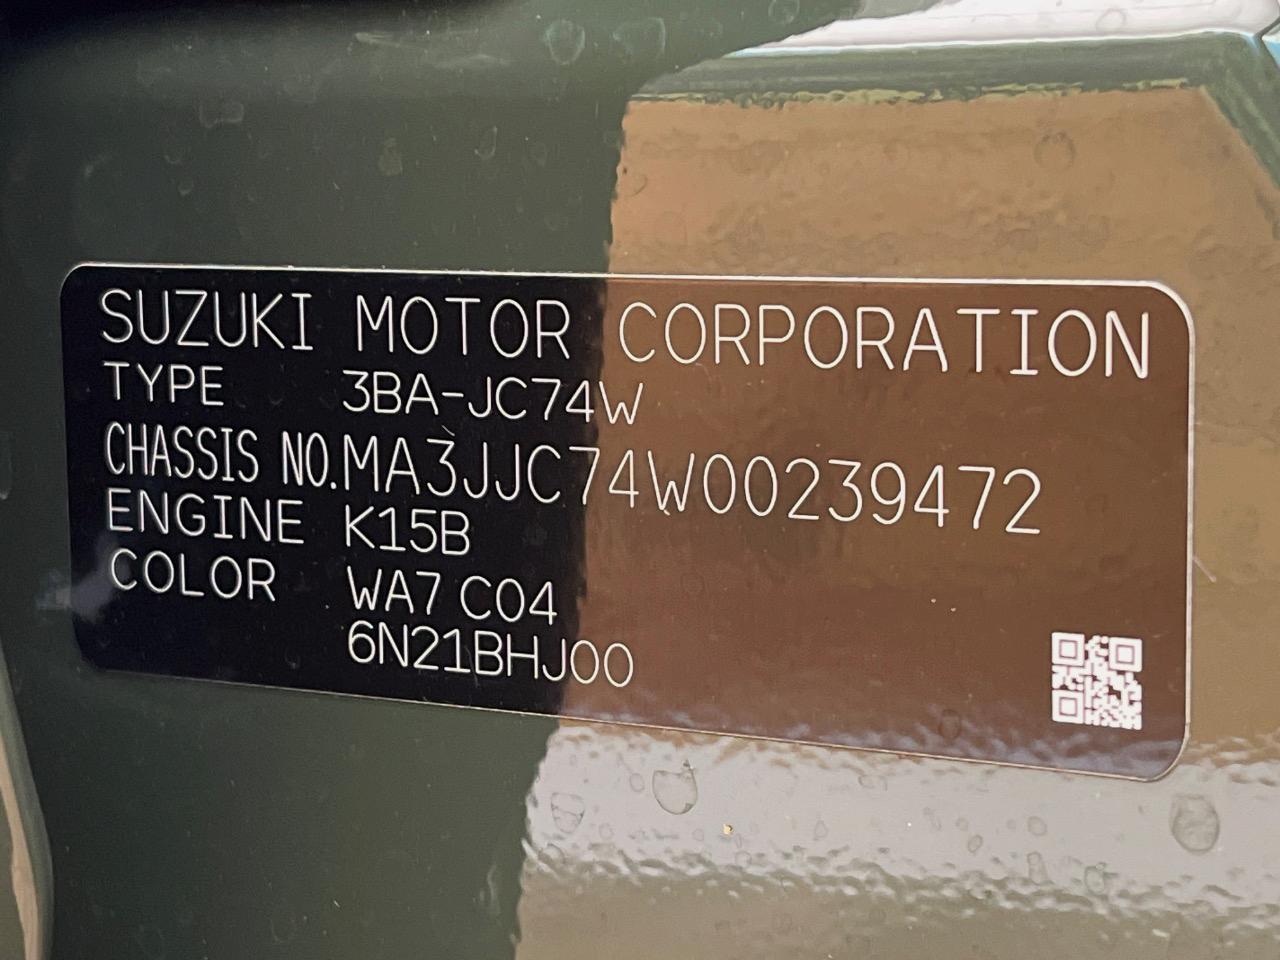 SUZUKI MOTOR CORPORATION
TYPE 3BA-JC74W
CHASSIS NO.MA3JJC74W00239472
ENGINE K15B
COLOR WA7 C04
6N21BHJ00